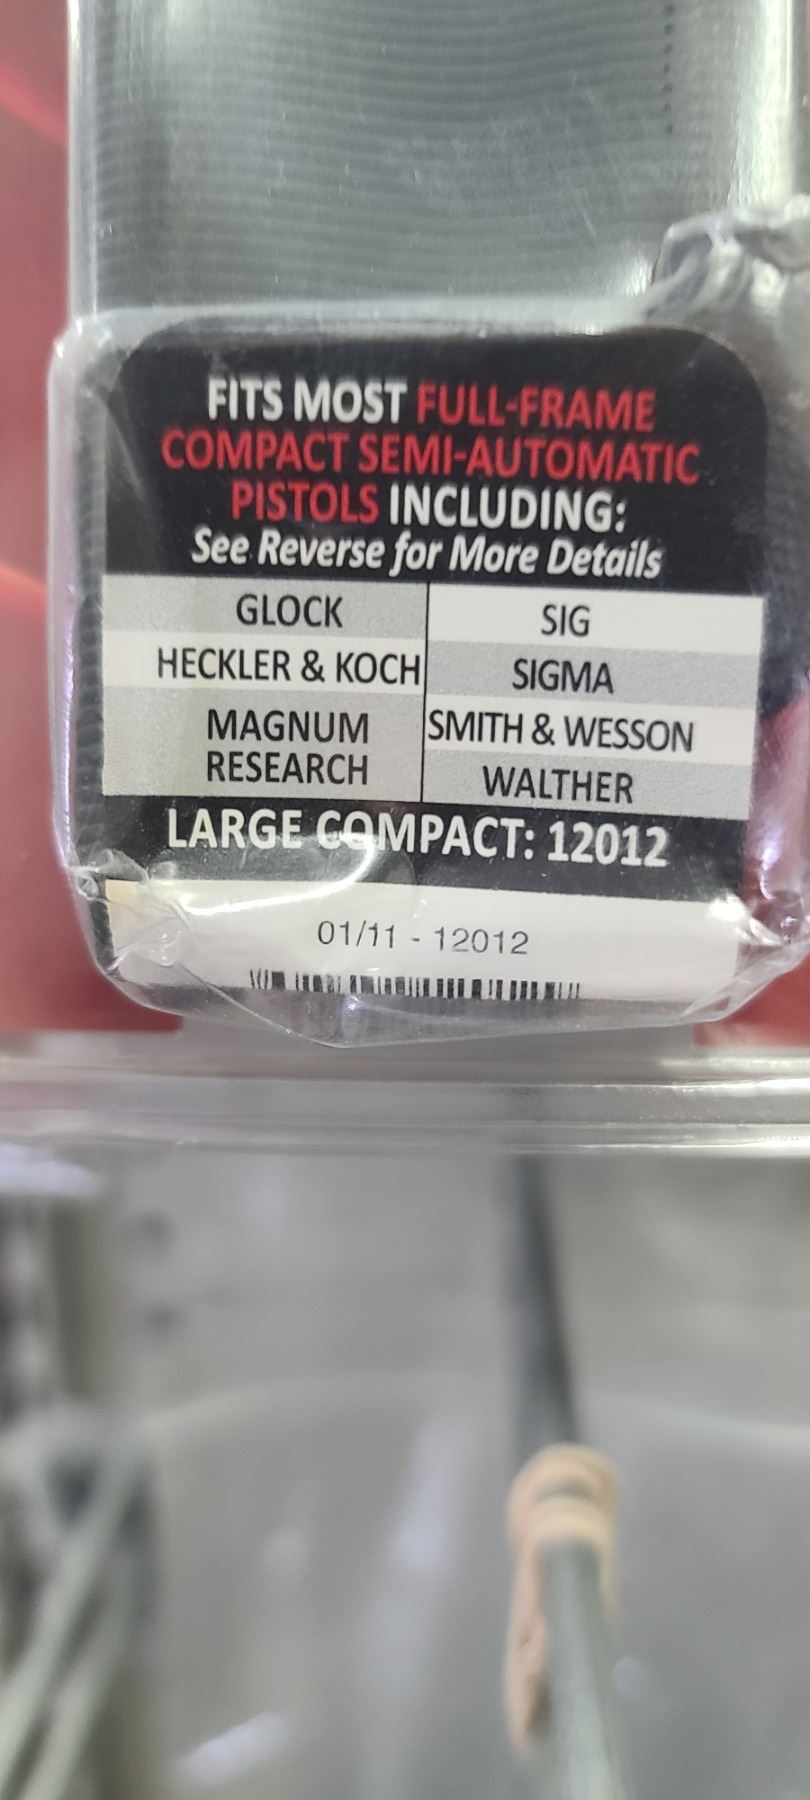 FITS MOST FULL-FRAME
COMPACT SEMI-AUTOMATIC
PISTOLS INCLUDING:
See Reverse for More Details
GLOCK
SIG
HECKLER & KOCH
SIGMA
MAGNUM
RESEARCH
SMITH & WESSON
WALTHER
LARGE COMPACT: 12012
01/11 - 12012